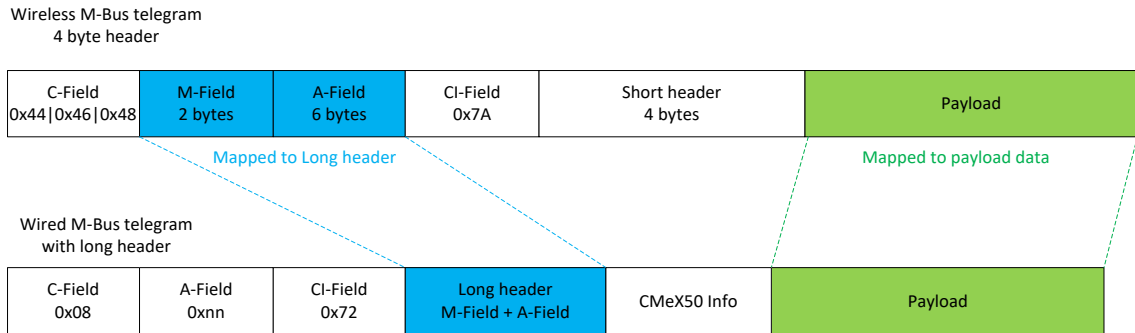 Wireless M-Bus telegram
4 byte header
C-Field
0x44|0x46|0x48
M-Field
2 bytes
A-Field
6 bytes
CI-Field
0x7A
Short header
4 bytes
Payload
Mapped to Long header
Mapped to payload data
Wired M-Bus telegram
with long header
C-Field
0x08
A-Field
0xnn
CI-Field
0x72
Long header
M-Field + A-Field
CMeX50 Info
Payload